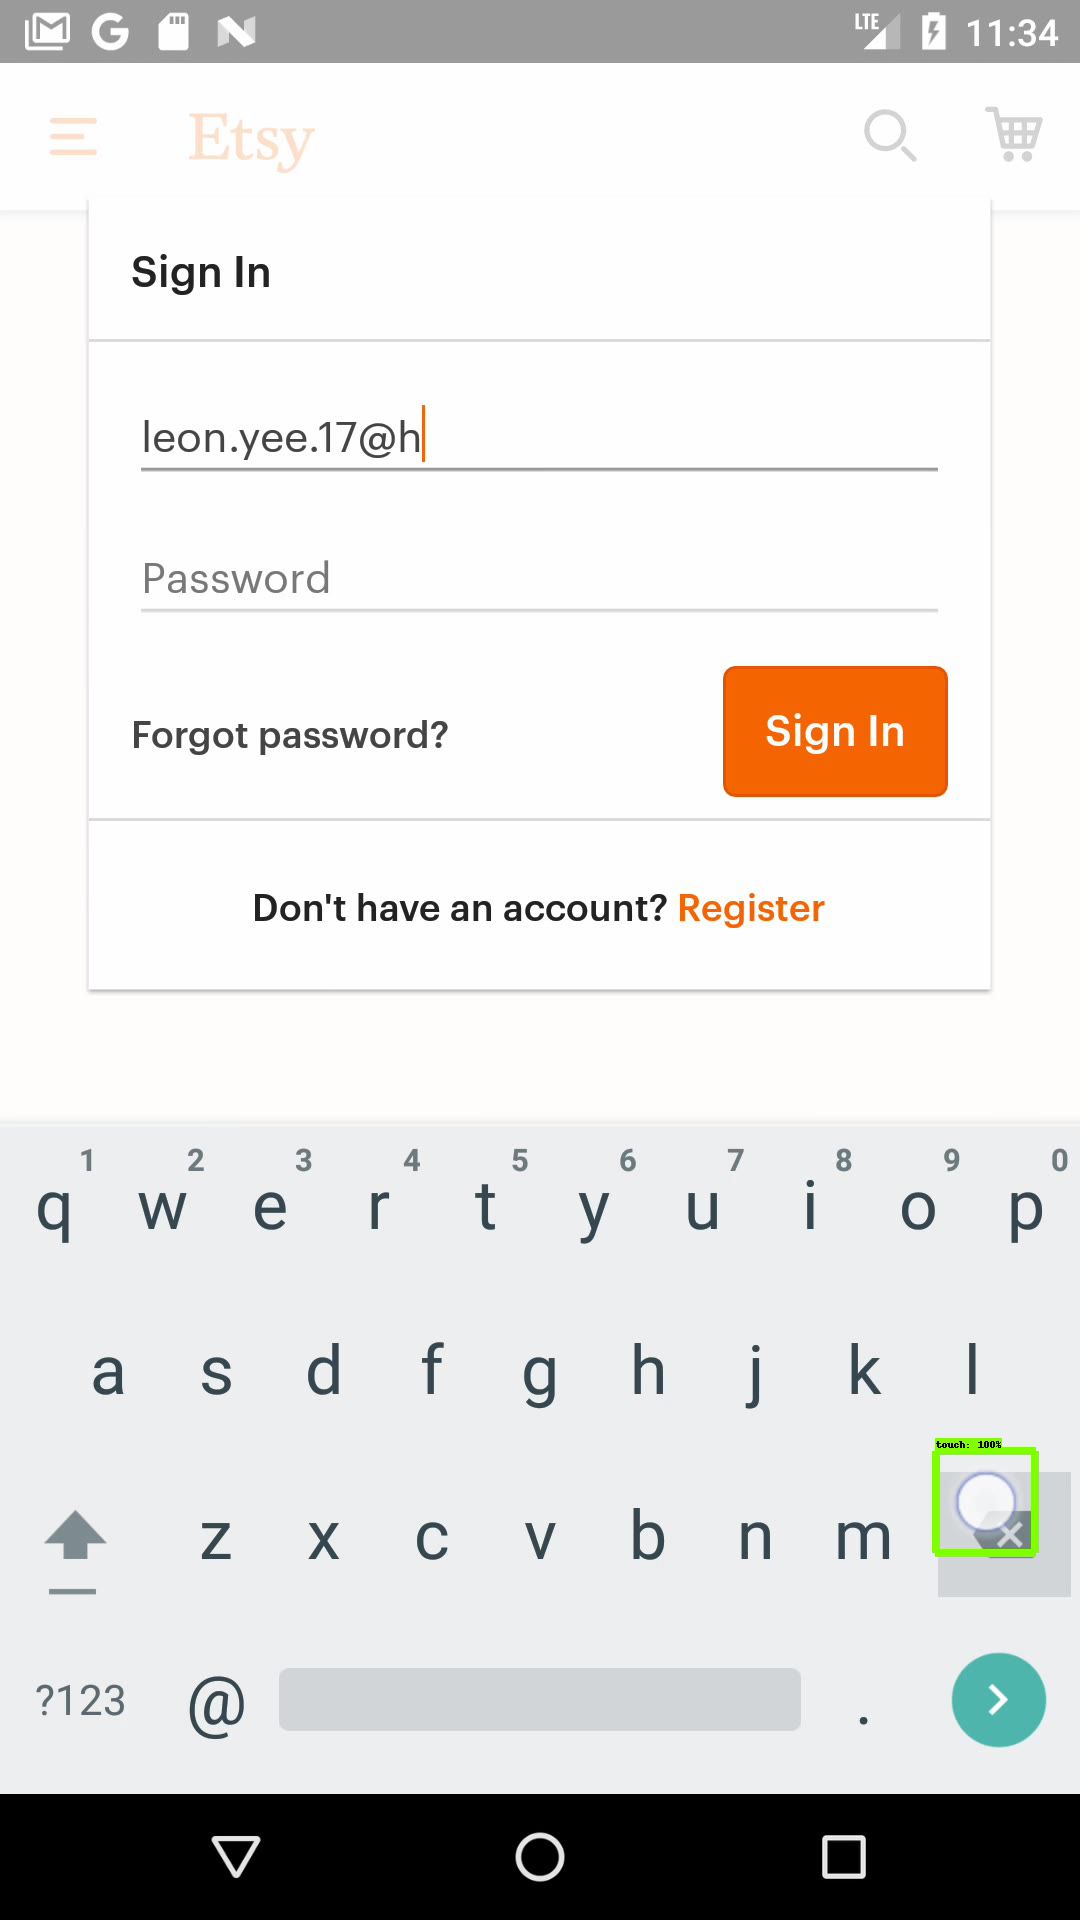 LTE 11:34
Etsy
Sign In
leon.yee.17@h
Password
Forgot password? Sign In
Don't have an account? Register
1 2 3 4 5 6 7 8 9 0
q w e r t y u i o p
a s d f g h j k l
touch: 100%
z x c v b n m
?123 @ .